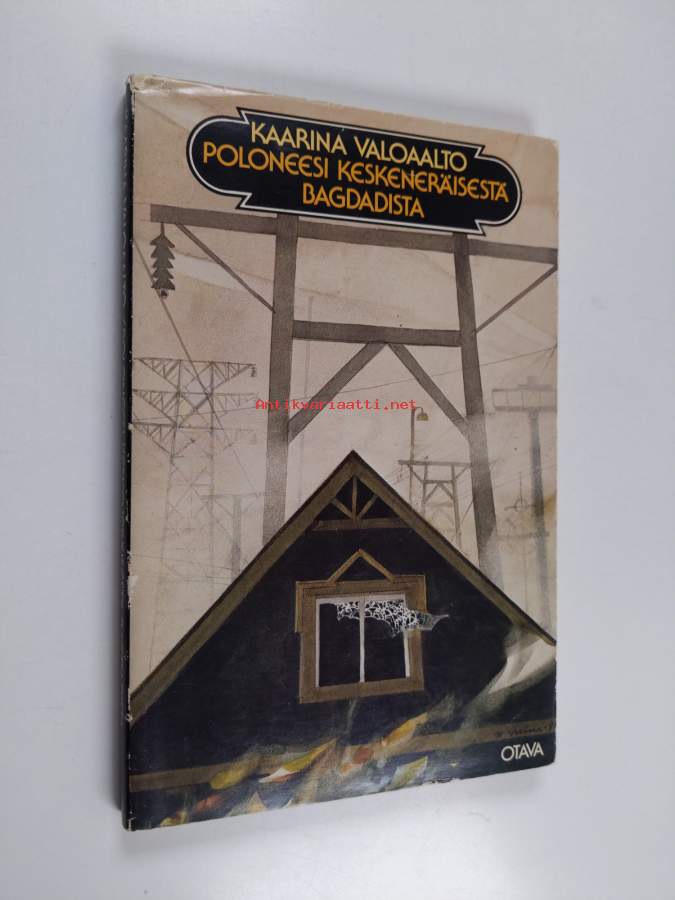 KAARINA VALOAALTO
POLONEESI KESKENERÄISESTÄ
BAGDADISTA
Antikvariaatti.net
OTAVA